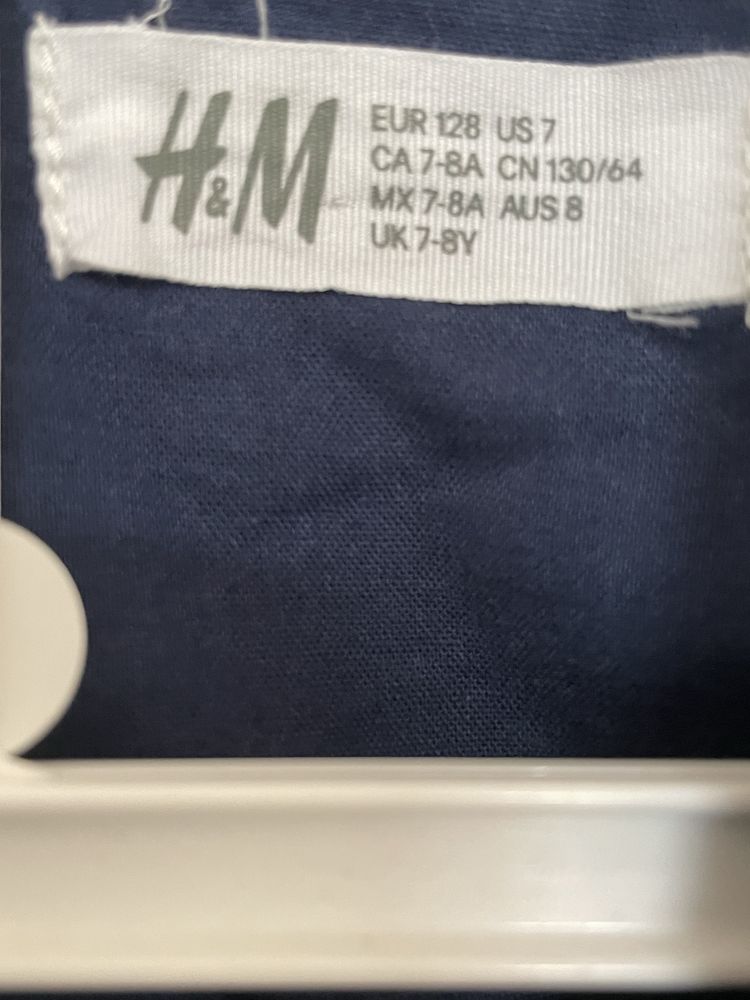 H&M
EUR 128 US 7
CA 7-8A CN 130/64
MX 7-8A AUS 8
UK 7-8Y